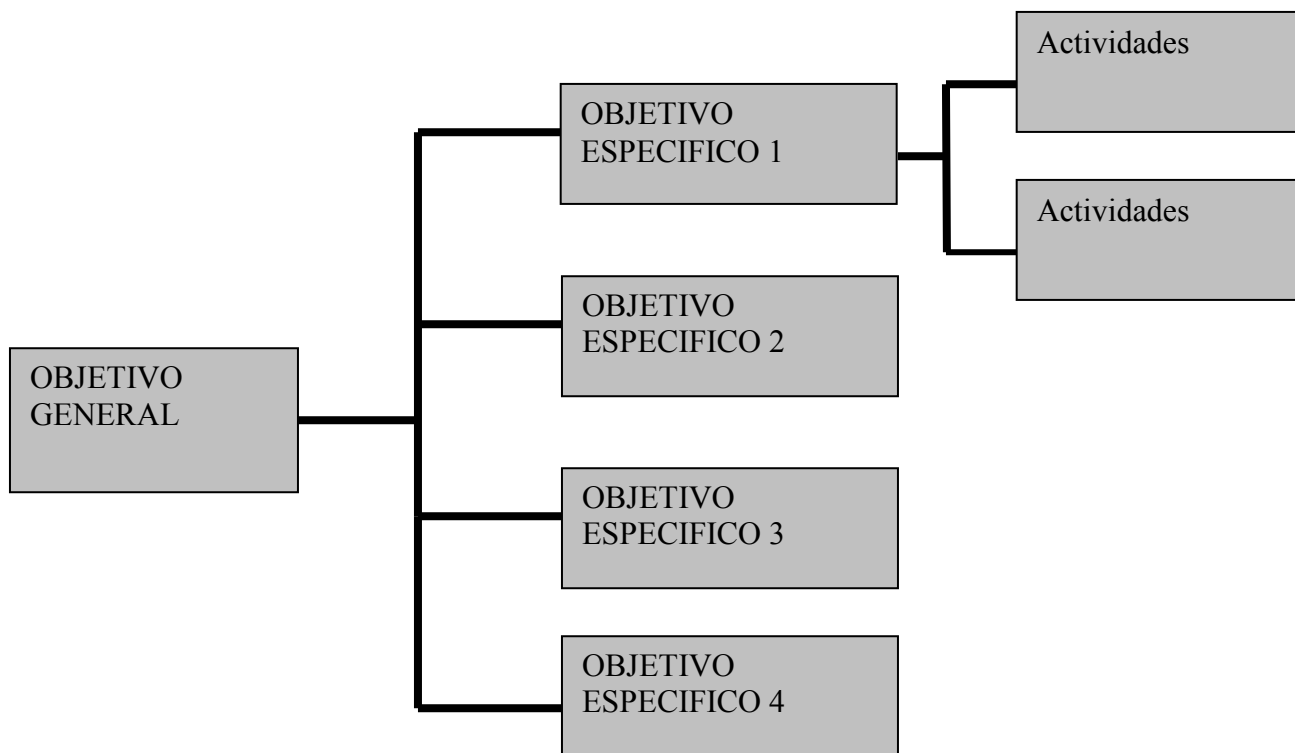 Actividades
OBJETIVO
ESPECIFICO 1
Actividades
OBJETIVO
ESPECIFICO 2
OBJETIVO
GENERAL
OBJETIVO
ESPECIFICO 3
OBJETIVO
ESPECIFICO 4